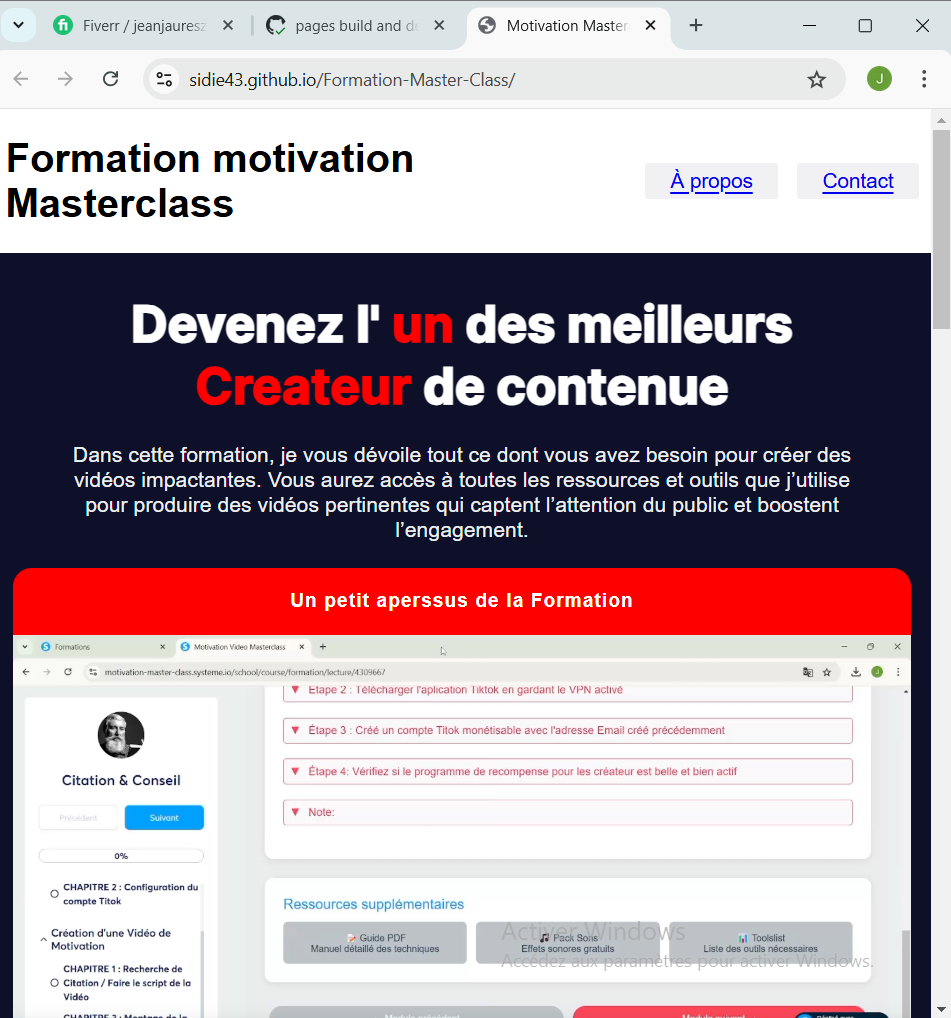 Fiverr / jeanjauresz
pages build and de
Motivation Master
sidie43.github.io/Formation-Master-Class/
J
Formation motivation
Masterclass
À propos
Contact
Devenez l' un des meilleurs
Createur de contenue
Dans cette formation, je vous dévoile tout ce dont vous avez besoin pour créer des
vidéos impactantes. Vous aurez accès à toutes les ressources et outils que j’utilise
pour produire des vidéos pertinentes qui captent l’attention du public et boostent
l’engagement.
Un petit aperssus de la Formation
Formations
Motivation Video Masterclass
motivation-master-class.systeme.io/school/course/formation/lecture/4309667
▼ Étape 2 : Télécharger l'aplication Tiktok en gardant le VPN activé
▼ Étape 3 : Créé un compte Titok monétisable avec l'adresse Email créé précédemment
▼ Étape 4: Vérifiez si le programme de recompense pour les créateur est belle et bien actif
▼ Note:
Citation & Conseil
Précédent
Suivant
0%
CHAPITRE 2 : Configuration du
compte Titok
Création d'une Vidéo de
Motivation
CHAPITRE 1 : Recherche de
Citation / Faire le script de la
Vidéo
CHAPITRE 2 : Montage de la
Ressources supplémentaires
Guide PDF
Manuel détaillé des techniques
Pack Sons
Effets sonores gratuits
Toolslist
Liste des outils nécessaires
Activer Windows
Accédez aux paramètres pour activer Windows.
Module précédent
Module suivant